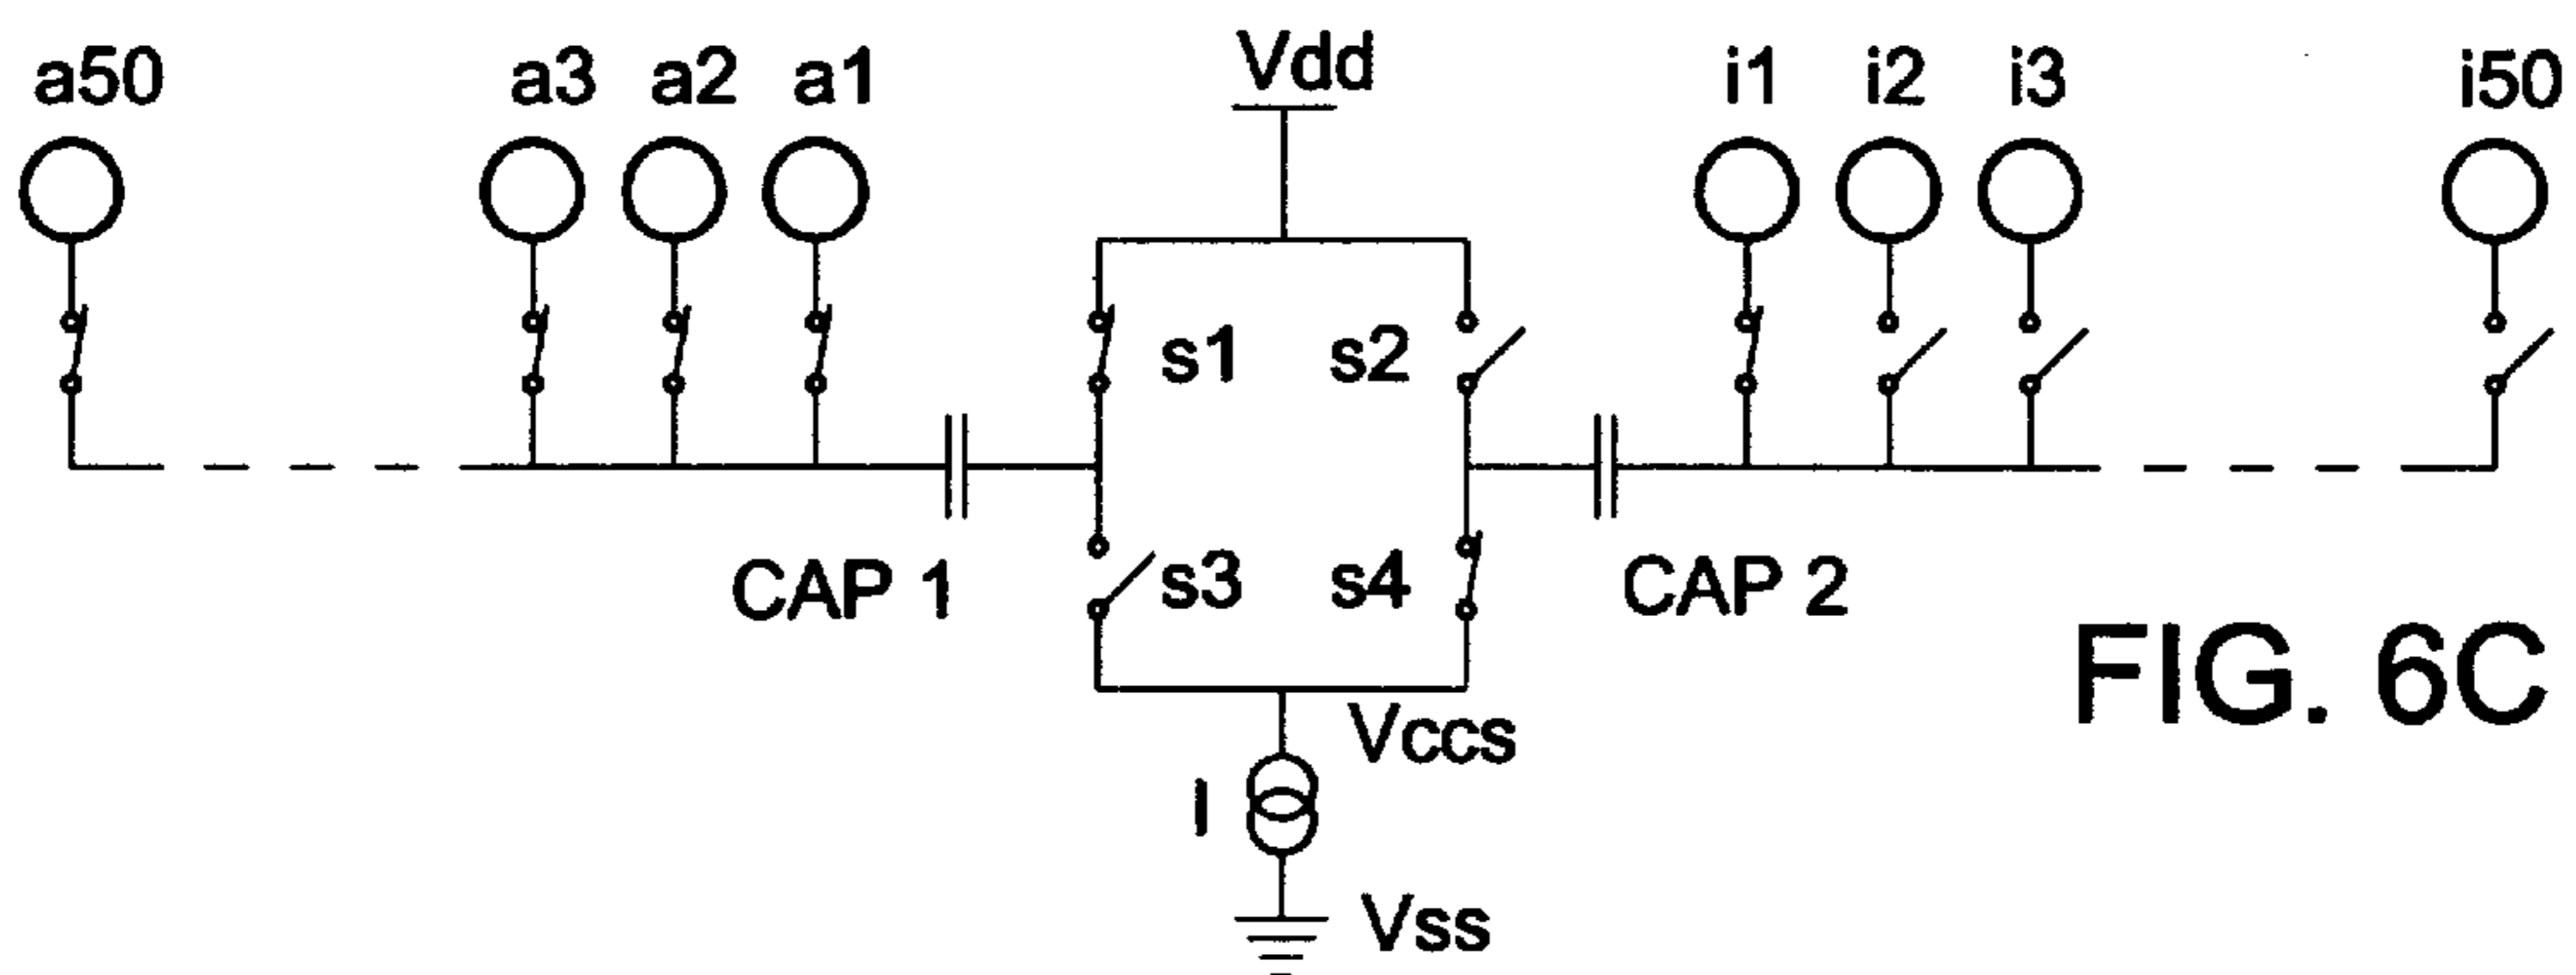 a50 a3 a2 a1 Vdd i1 i2 i3 i50
s1 s2
s3 s4
CAP 1 CAP 2
FIG. 6C
Vccs
I
Vss